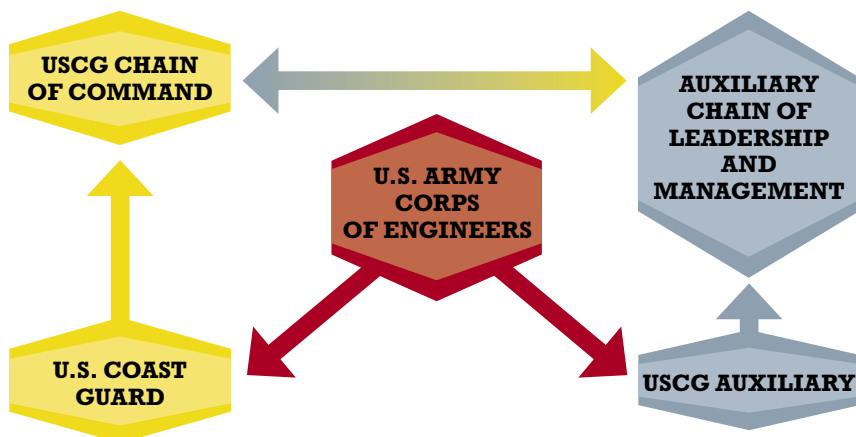 USCG CHAIN
OF COMMAND
AUXILIARY
CHAIN OF
LEADERSHIP
AND
MANAGEMENT
U.S. ARMY
CORPS
OF ENGINEERS
U.S. COAST
GUARD
USCG AUXILIARY